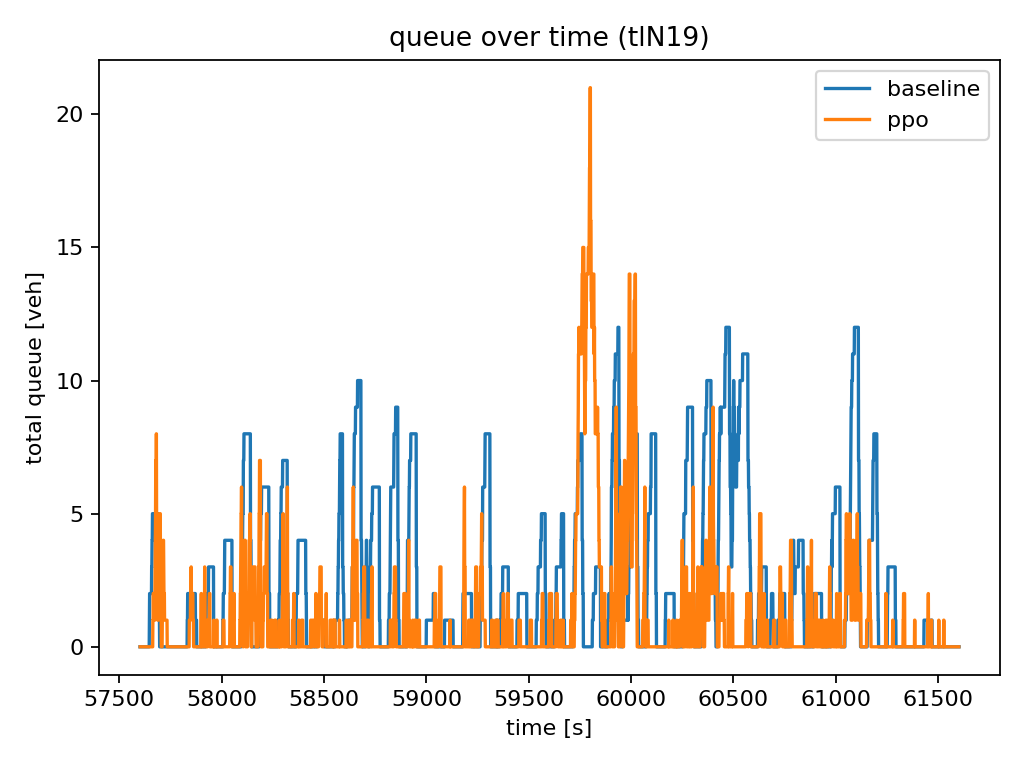 queue over time (tlN19)
baseline
ppo
total queue [veh]
20
15
10
5
0
57500 58000 58500 59000 59500 60000 60500 61000 61500
time [s]